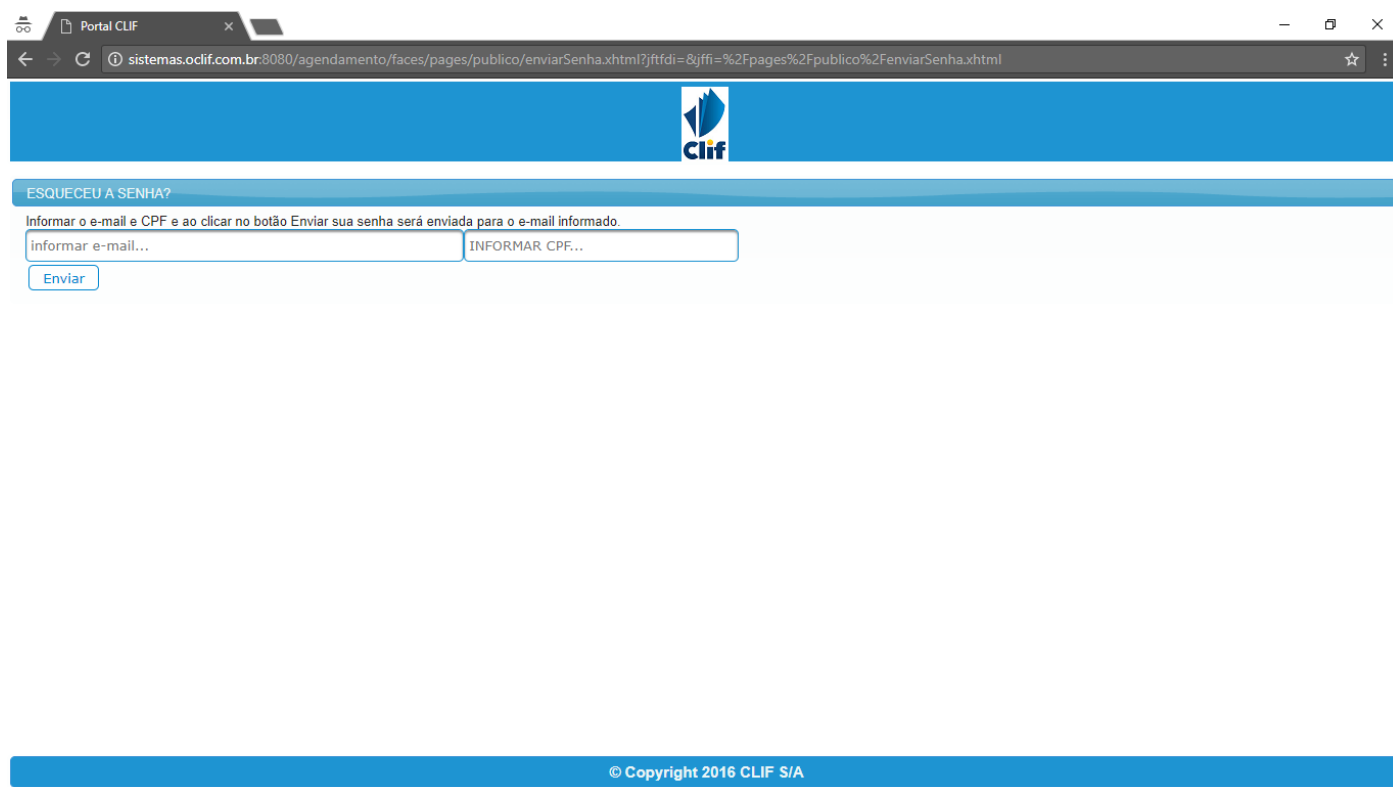 Portal CLIF
sistemas.oclif.com.br:8080/agendamento/faces/pages/publico/enviarSenha.xhtml?jftfdi=&jffi=%2Fpages%2Fpublico%2FenviarSenha.xhtml
Clif
ESQUECEU A SENHA?
Informar o e-mail e CPF e ao clicar no botão Enviar sua senha será enviada para o e-mail informado.
informar e-mail... INFORMAR CPF...
Enviar
© Copyright 2016 CLIF S/A